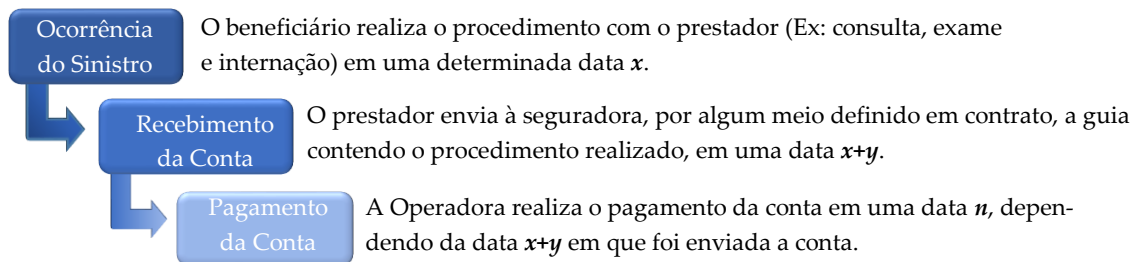 Ocorrência
do Sinistro
O beneficiário realiza o procedimento com o prestador (Ex: consulta, exame
e internação) em uma determinada data x.
Recebimento
da Conta
O prestador envia à seguradora, por algum meio definido em contrato, a guia
contendo o procedimento realizado, em uma data x+y.
Pagamento
da Conta
A Operadora realiza o pagamento da conta em uma data n, depen-
dendo da data x+y em que foi enviada a conta.